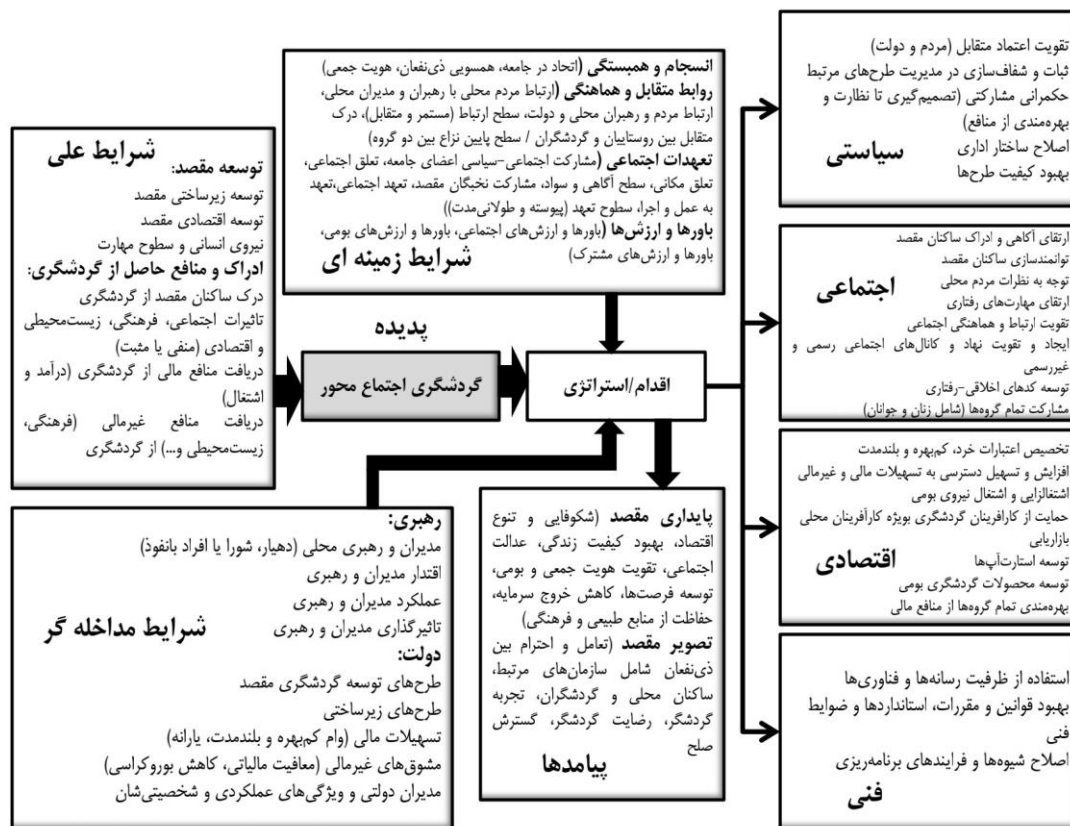 شرایط علی
توسعه مقصد:
توسعه زیرساختی مقصد
توسعه اقتصادی مقصد
نیروی انسانی و سطوح مهارت
ادراک و منافع حاصل از گردشگری:
درک ساکنان مقصد از گردشگری
تاثیرات اجتماعی، فرهنگی، زیست‌محیطی
و اقتصادی (منفی یا مثبت)
دریافت منافع مالی از گردشگری (درآمد و
اشتغال)
دریافت منافع غیرمالی (فرهنگی،
زیست‌محیطی و...) از گردشگری
انسجام و همبستگی (اتحاد در جامعه، همسویی ذی‌نفعان، هویت جمعی)
روابط متقابل و هماهنگی (ارتباط مردم محلی با رهبران و مدیران محلی،
ارتباط مردم و رهبران محلی و دولت، سطح ارتباط (مستمر و متقابل)، درک
متقابل بین روستاییان و گردشگران / سطح پایین نزاع بین دو گروه)
تعهدات اجتماعی (مشارکت اجتماعی-سیاسی اعضای جامعه، تعلق اجتماعی،
تعلق مکانی، سطح آگاهی و سواد، مشارکت نخبگان مقصد، تعهد اجتماعی،تعهد
به عمل و اجرا، سطوح تعهد (پیوسته و طولانی‌مدت))
باورها و ارزش‌ها (باورها و ارزش‌های اجتماعی، باورها و ارزش‌های بومی،
باورها و ارزش‌های مشترک)
شرایط زمینه ای
پدیده
گردشگری اجتماع محور
اقدام/استراتژی
رهبری:
مدیران و رهبری محلی (دهیار، شورا یا افراد بانفوذ)
اقتدار مدیران و رهبری
عملکرد مدیران و رهبری
تاثیرگذاری مدیران و رهبری
شرایط مداخله گر
دولت:
طرح‌های توسعه گردشگری مقصد
طرح‌های زیرساختی
تسهیلات مالی (وام کم‌بهره و بلندمدت، یارانه)
مشوق‌های غیرمالی (معافیت مالیاتی، کاهش بوروکراسی)
مدیران دولتی و ویژگی‌های عملکردی و شخصیتی‌شان
پایداری مقصد (شکوفایی و تنوع
اقتصاد، بهبود کیفیت زندگی، عدالت
اجتماعی، تقویت هویت جمعی و بومی،
توسعه فرصت‌ها، کاهش خروج سرمایه،
حفاظت از منابع طبیعی و فرهنگی)
تصویر مقصد (تعامل و احترام بین
ذی‌نفعان شامل سازمان‌های مرتبط،
ساکنان محلی و گردشگران، تجربه
گردشگر، رضایت گردشگر، گسترش
صلح
پیامدها
تقویت اعتماد متقابل (مردم و دولت)
ثبات و شفاف‌سازی در مدیریت طرح‌های مرتبط
حکمرانی مشارکتی (تصمیم‌گیری تا نظارت و
بهره‌مندی از منافع)
اصلاح ساختار اداری
بهبود کیفیت طرح‌ها
سیاستی
ارتقای آگاهی و ادراک ساکنان مقصد
توانمندسازی ساکنان مقصد
توجه به نظرات مردم محلی
ارتقای مهارت‌های رفتاری
تقویت ارتباط و هماهنگی اجتماعی
ایجاد و تقویت نهاد و کانال‌های اجتماعی رسمی و
غیررسمی
توسعه کدهای اخلاقی-رفتاری
مشارکت تمام گروه‌ها (شامل زنان و جوانان)
اجتماعی
تخصیص اعتبارات خرد، کم‌بهره و بلندمدت
افزایش و تسهیل دسترسی به تسهیلات مالی و غیرمالی
اشتغالزایی و اشتغال نیروی بومی
حمایت از کارافرینان گردشگری بویژه کارآفرینان محلی
بازاریابی
توسعه استارت‌آپ‌ها
توسعه محصولات گردشگری بومی
بهره‌مندی تمام گروه‌ها از منافع مالی
اقتصادی
استفاده از ظرفیت رسانه‌ها و فناوری‌ها
بهبود قوانین و مقررات، استانداردها و ضوابط
فنی
اصلاح شیوه‌ها و فرایندهای برنامه‌ریزی
فنی